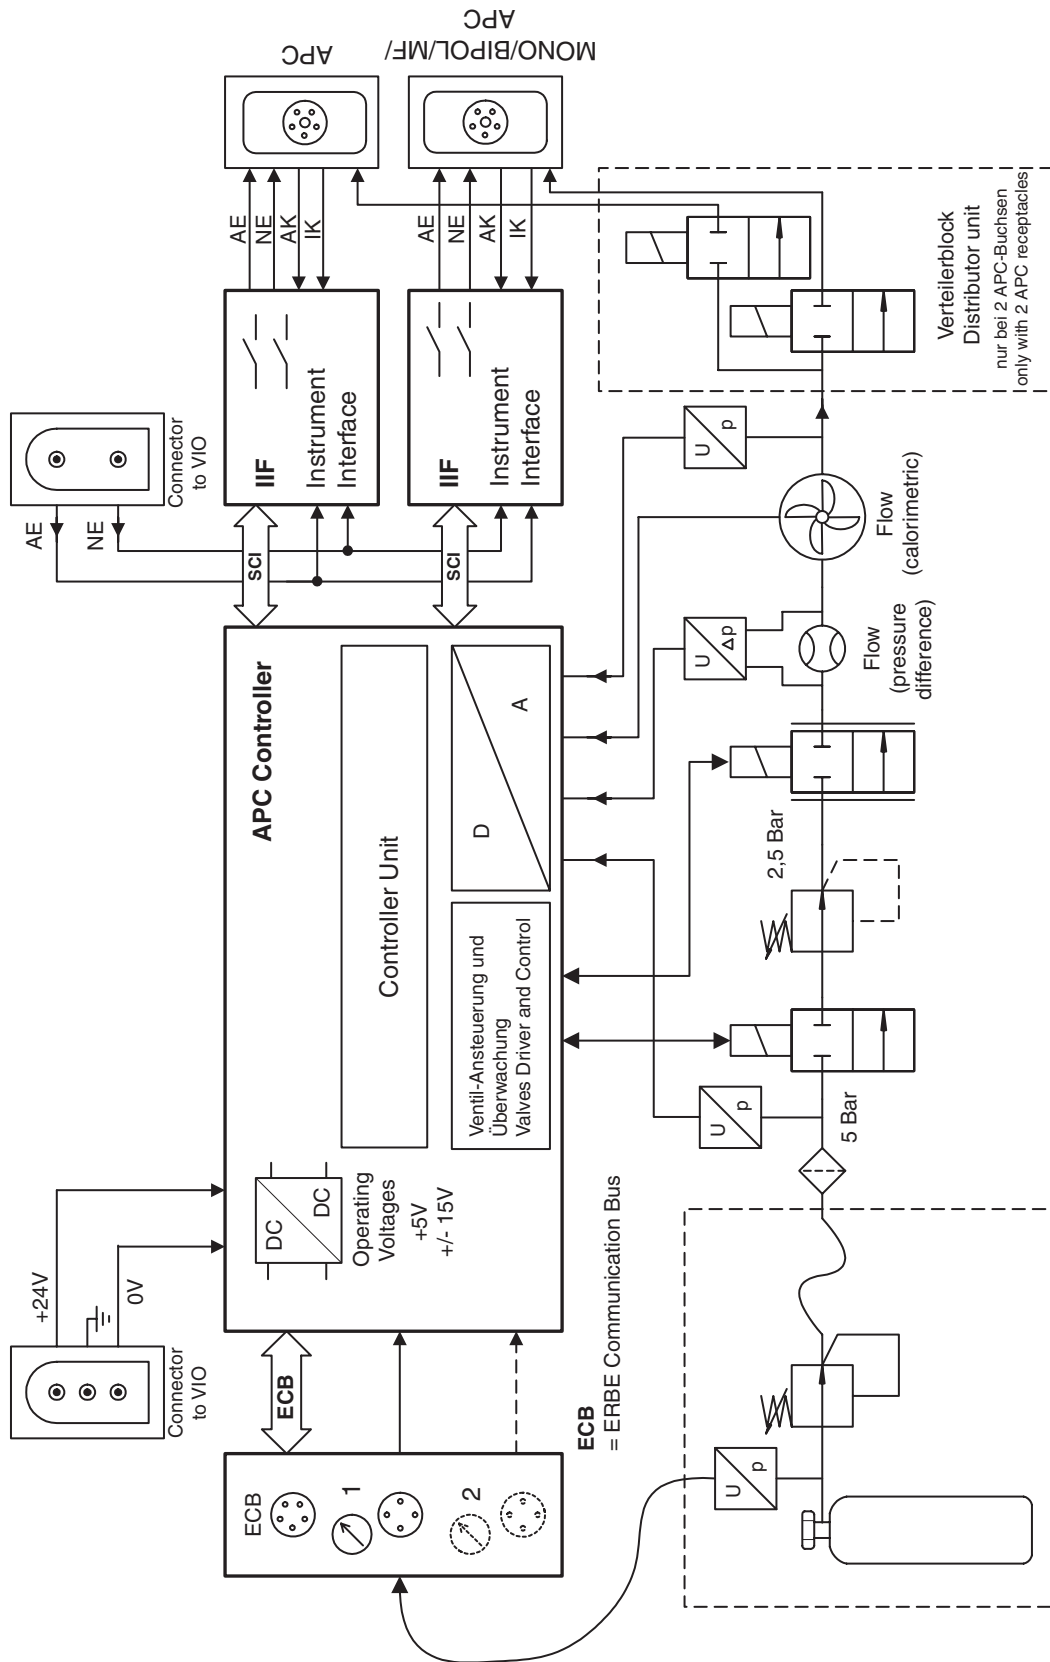 Connector
to VIO
+24V
0V
Connector
to VIO
AE
NE
APC
MONO/BIPOL/MF/
APC
ECB
1
2
ECB
APC Controller
DC
DC
Operating
Voltages
+5V
+/- 15V
Controller Unit
Ventil-Ansteuerung und
Überwachung
Valves Driver and Control
D
A
SCI
SCI
IIF
Instrument
Interface
IIF
Instrument
Interface
AE
NE
AK
IK
AE
NE
AK
IK
ECB
= ERBE Communication Bus
U
p
U
p
5 Bar
2,5 Bar
U
Δp
Flow
(pressure
difference)
Flow
(calorimetric)
U
p
Verteilerblock
Distributor unit
nur bei 2 APC-Buchsen
only with 2 APC receptacles